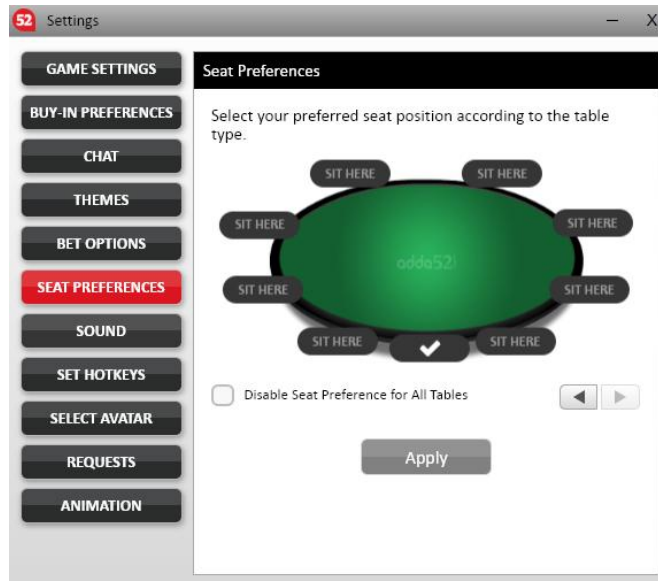 52 Settings
GAME SETTINGS
BUY-IN PREFERENCES
CHAT
THEMES
BET OPTIONS
SEAT PREFERENCES
SOUND
SET HOTKEYS
SELECT AVATAR
REQUESTS
ANIMATION
Seat Preferences
Select your preferred seat position according to the table
type.
SIT HERE SIT HERE
SIT HERE SIT HERE
adda52
SIT HERE SIT HERE
SIT HERE SIT HERE
Disable Seat Preference for All Tables
Apply